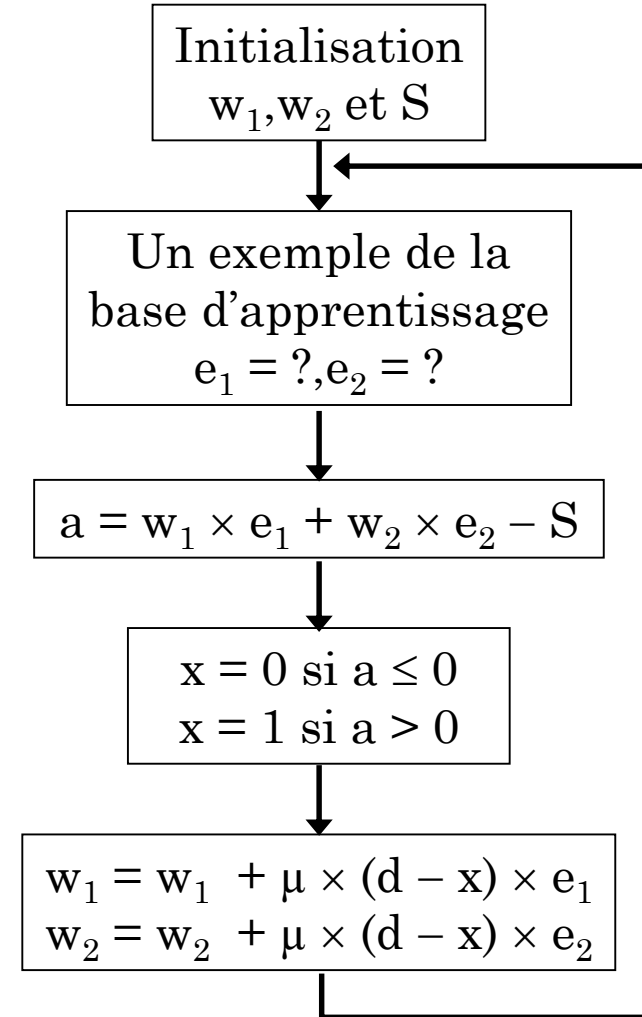 Initialisation
w₁,w₂ et S
Un exemple de la
base d’apprentissage
e₁ = ?,e₂ = ?
a = w₁ × e₁ + w₂ × e₂ – S
x = 0 si a ≤ 0
x = 1 si a > 0
w₁ = w₁ + μ × (d – x) × e₁
w₂ = w₂ + μ × (d – x) × e₂